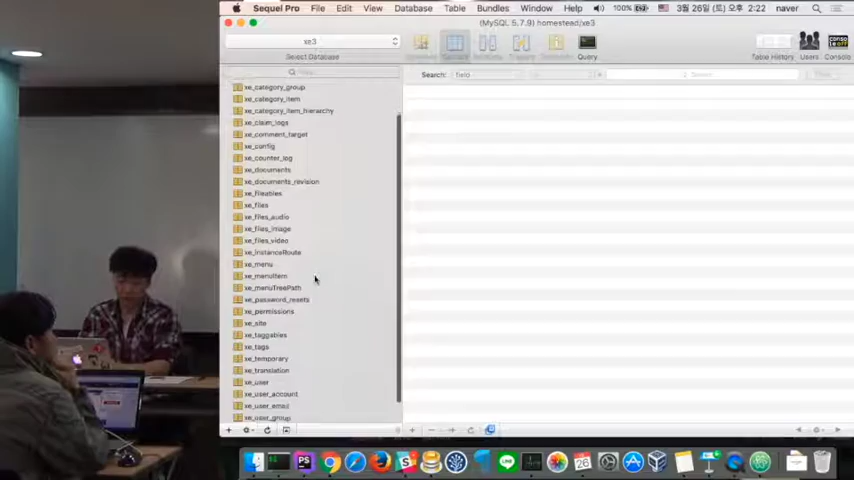 Sequel Pro File Edit View Database Table Bundles Window Help 100% 3월 26일 (토) 오후 2:22 naver
(MySQL 5.7.9) homestead/xe3
xe3
Select Database
Query
Table History
Users
Console
Search: field
xe_category_group
xe_category_item
xe_category_item_hierarchy
xe_claim_logs
xe_comment_target
xe_config
xe_counter_log
xe_documents
xe_documents_revision
xe_fileables
xe_files
xe_files_audio
xe_files_image
xe_files_video
xe_instanceRoute
xe_menu
xe_menuItem
xe_menuTreePath
xe_password_resets
xe_permissions
xe_site
xe_taggables
xe_tags
xe_temporary
xe_translation
xe_user
xe_user_account
xe_user_email
xe_user_group